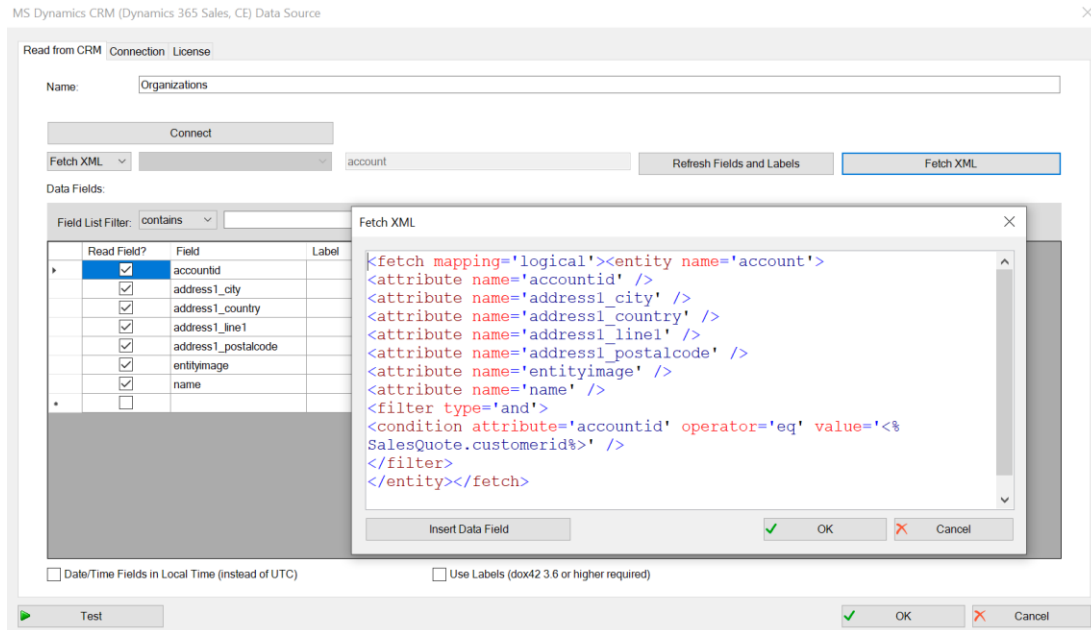 MS Dynamics CRM (Dynamics 365 Sales, CE) Data Source
Read from CRM Connection License
Name: Organizations
Connect
Fetch XML account Refresh Fields and Labels Fetch XML
Data Fields:
Field List Filter: contains
Read Field? Field Label
accountid
address1_city
address1_country
address1_line1
address1_postalcode
entityimage
name
Fetch XML
<fetch mapping='logical'><entity name='account'>
<attribute name='accountid' />
<attribute name='address1_city' />
<attribute name='address1_country' />
<attribute name='address1_line1' />
<attribute name='address1_postalcode' />
<attribute name='entityimage' />
<attribute name='name' />
<filter type='and'>
<condition attribute='accountid' operator='eq' value='<%
SalesQuote.customerid%>' />
</filter>
</entity></fetch>
Insert Data Field OK Cancel
Date/Time Fields in Local Time (instead of UTC) Use Labels (dox42 3.6 or higher required)
Test OK Cancel